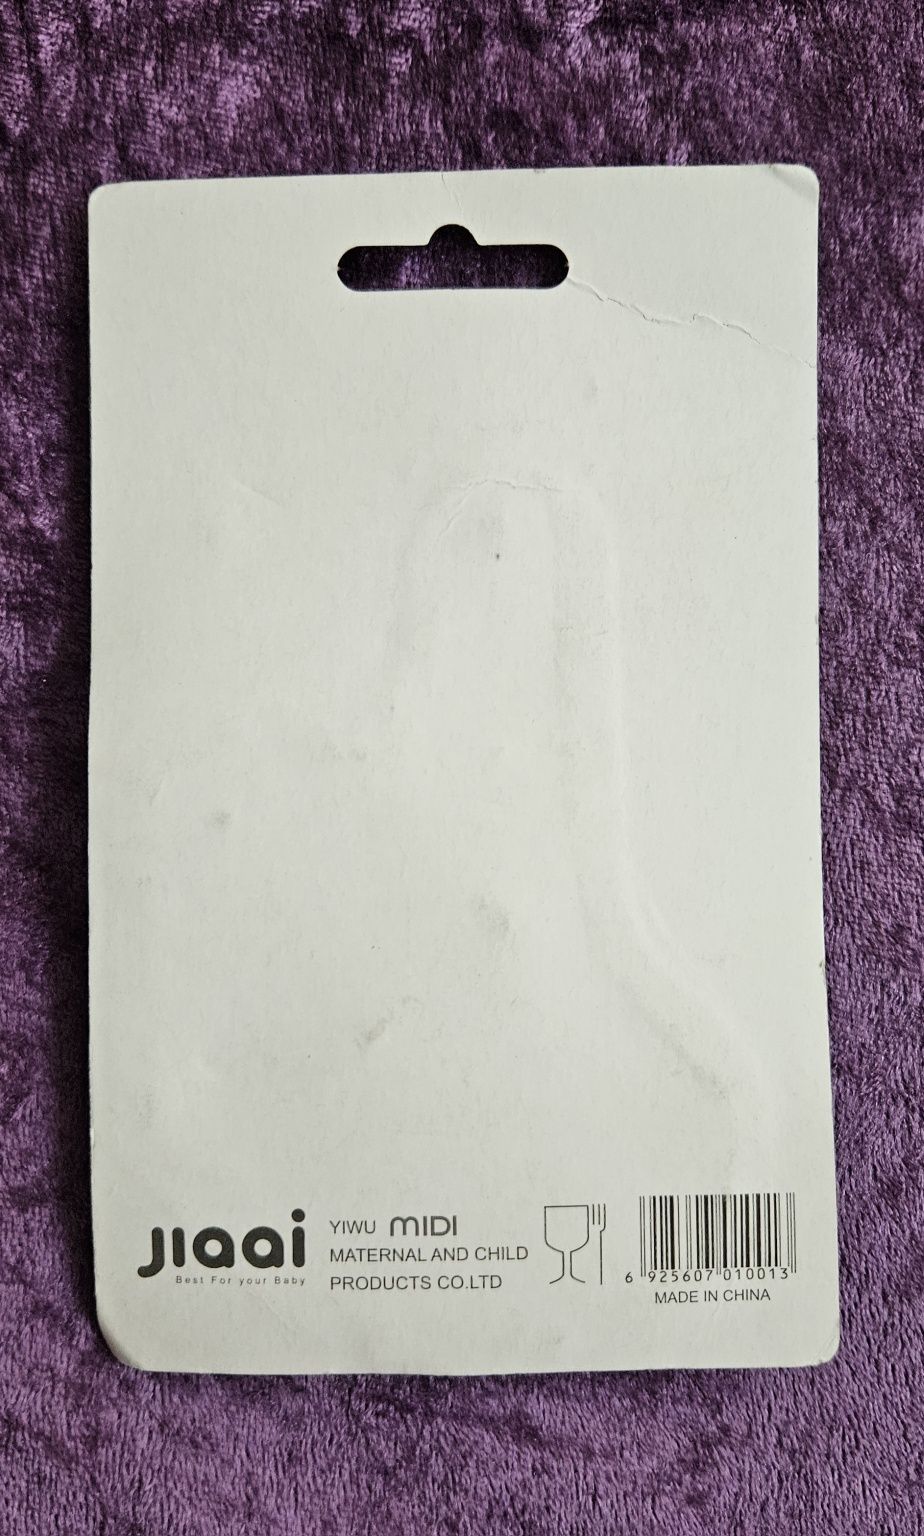 JIaai
Best For your Baby
YIWU MIDI
MATERNAL AND CHILD
PRODUCTS CO.LTD
6 925607 010013
MADE IN CHINA